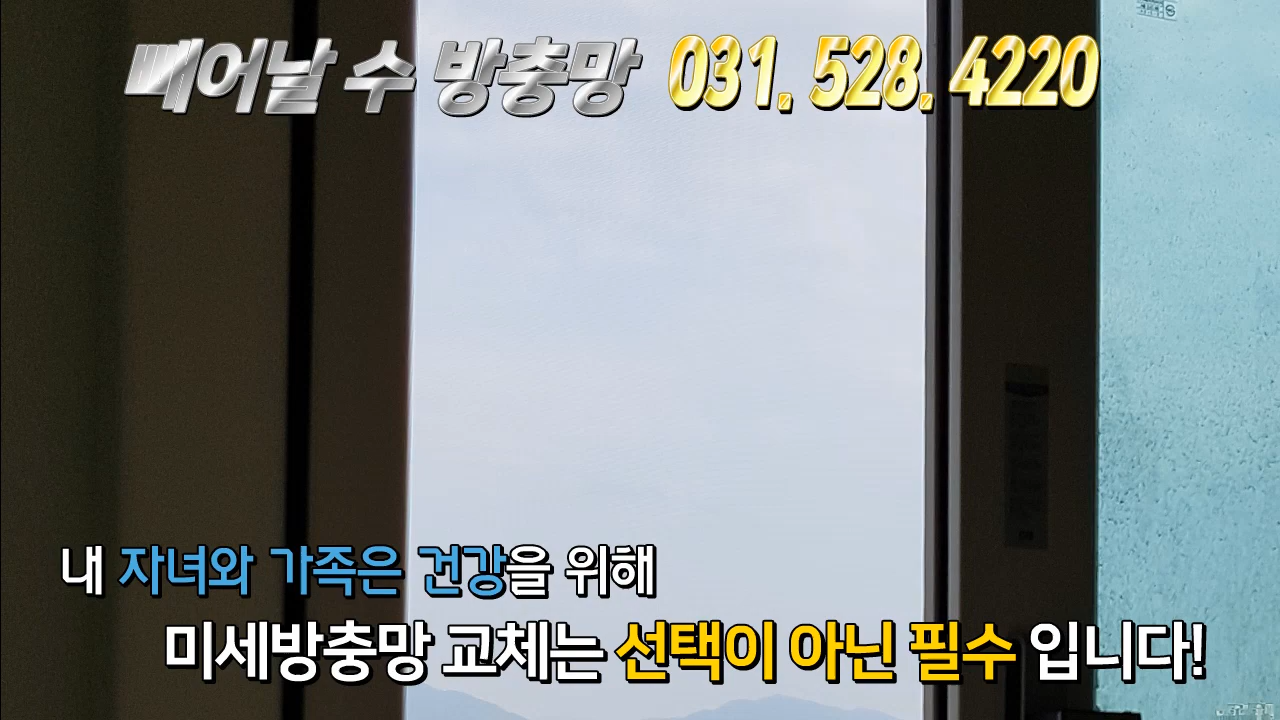 빼어날 수 방충망 031. 528. 4220
내 자녀와 가족은 건강을 위해
미세방충망 교체는 선택이 아닌 필수 입니다!